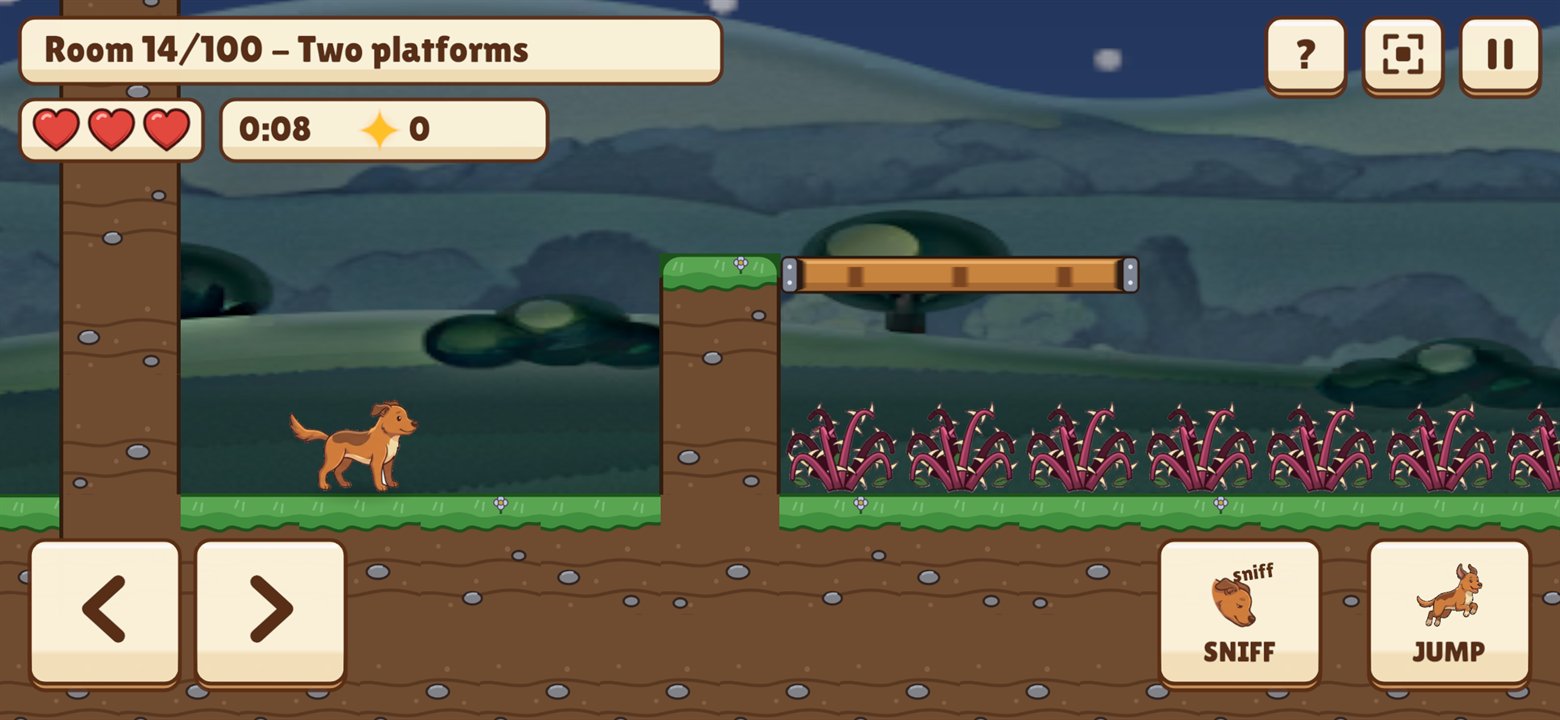 Room 14/100 – Two platforms
?
0:08 0
sniff
SNIFF
JUMP